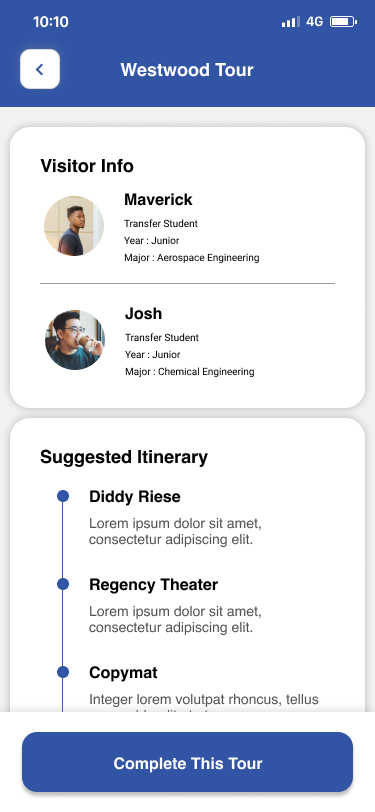 10:10
4G
Westwood Tour
Visitor Info
Maverick
Transfer Student
Year : Junior
Major : Aerospace Engineering
Josh
Transfer Student
Year : Junior
Major : Chemical Engineering
Suggested Itinerary
Diddy Riese
Lorem ipsum dolor sit amet,
consectetur adipiscing elit.
Regency Theater
Lorem ipsum dolor sit amet,
consectetur adipiscing elit.
Copymat
Integer lorem volutpat rhoncus, tellus
Complete This Tour